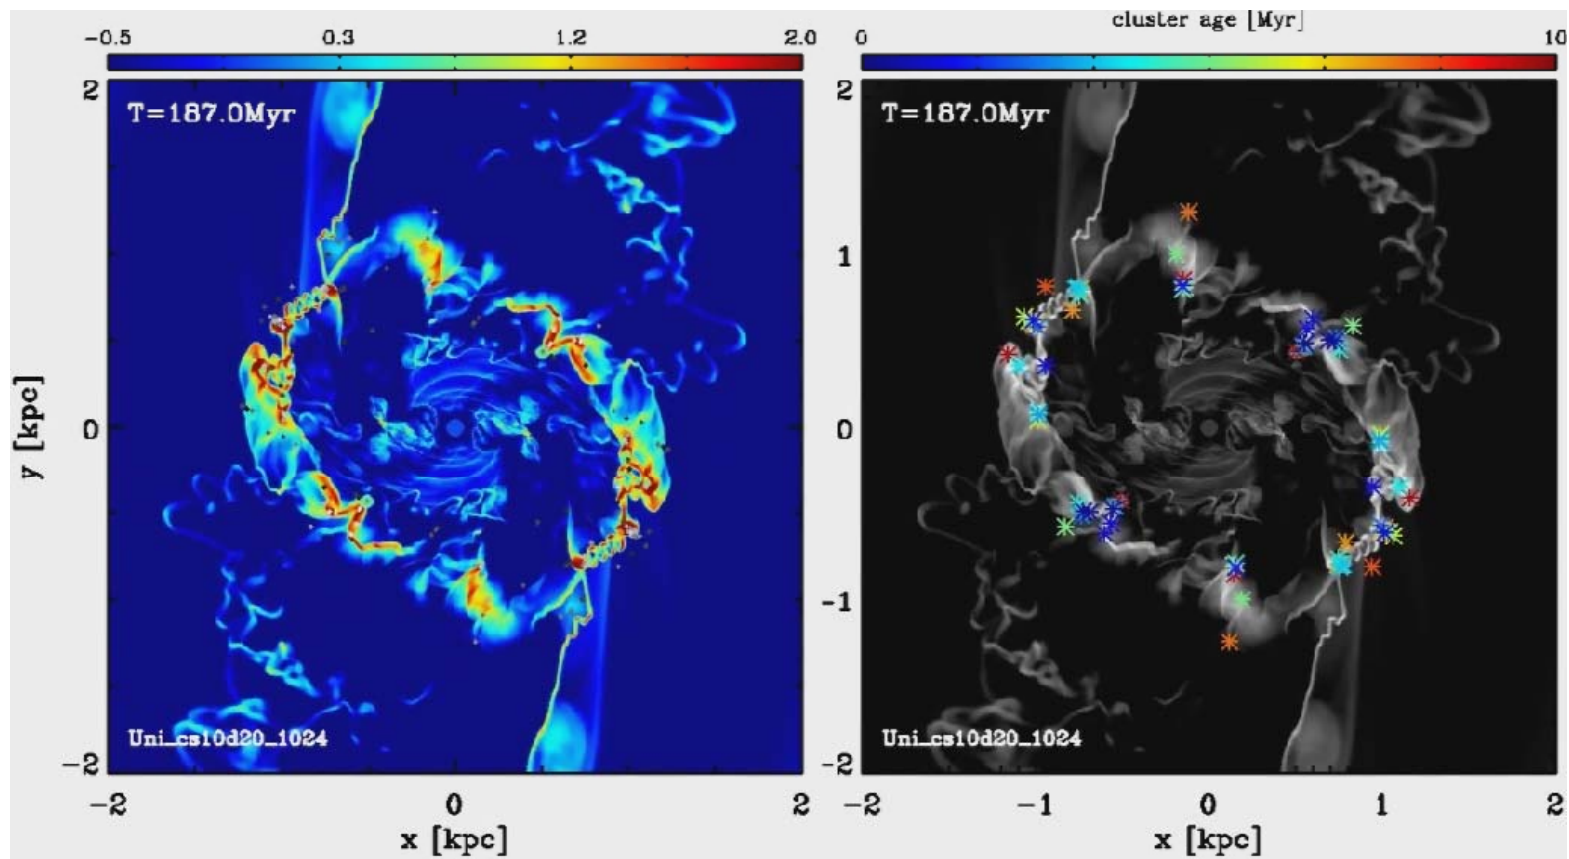 cluster age [Myr]
-0.5 0.3 1.2 2.0
0 10
2
T=187.0Myr
0
y [kpc]
Uni_cs10d20_1024
-2
-2 0 2
x [kpc]
2
T=187.0Myr
1
0
-1
Uni_cs10d20_1024
-2
-2 -1 0 1 2
x [kpc]